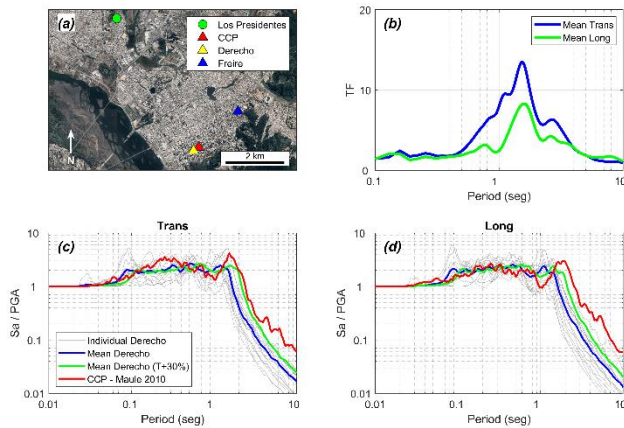 (a)
Los Presidentes
CCP
Derecho
Freire
N
2 km
(b)
Mean Trans
Mean Long
TF
20
10
0
0.1
1
10
Period (seg)
Trans
(c)
Sa / PGA
10
1
0.1
0.01
Individual Derecho
Mean Derecho
Mean Derecho (T+30%)
CCP - Maule 2010
0.01
0.1
1
10
Period (seg)
Long
(d)
Sa / PGA
10
1
0.1
0.01
0.01
0.1
1
10
Period (seg)